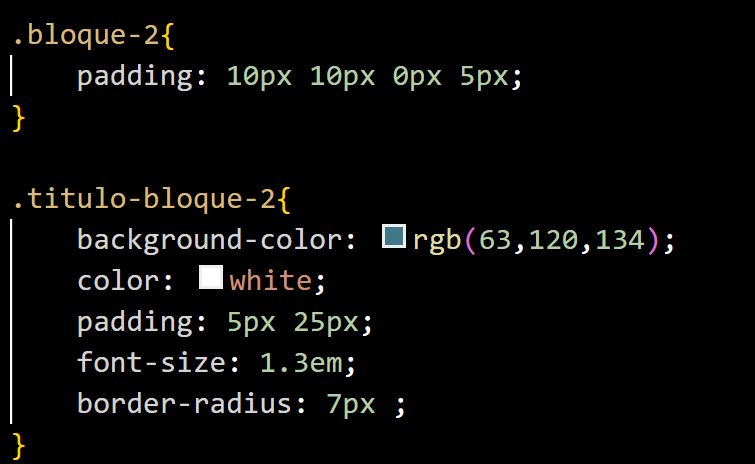 .bloque-2{
    padding: 10px 10px 0px 5px;
}

.titulo-bloque-2{
    background-color: rgb(63,120,134);
    color: white;
    padding: 5px 25px;
    font-size: 1.3em;
    border-radius: 7px ;
}